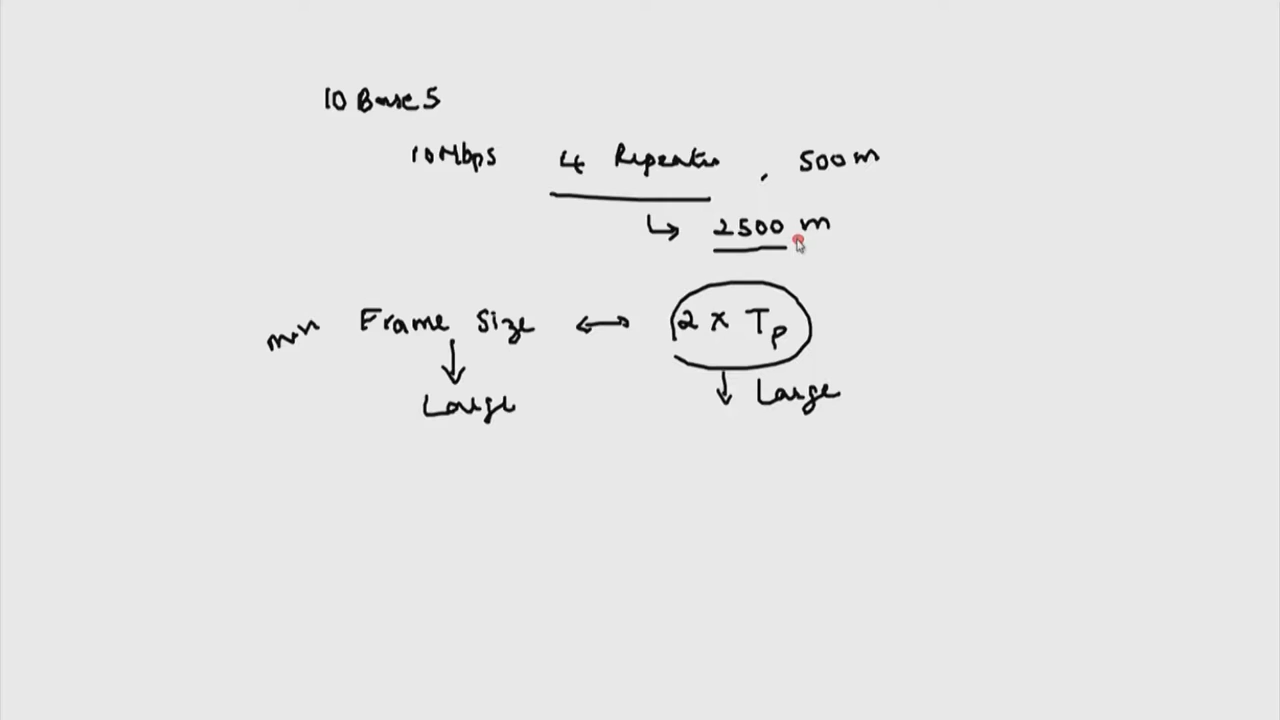 10 Base 5
10 Mbps 4 Repeater , 500 m
↳ 2500 m
min Frame Size ↔ 2 × Tp
↓ Large ↓ Large